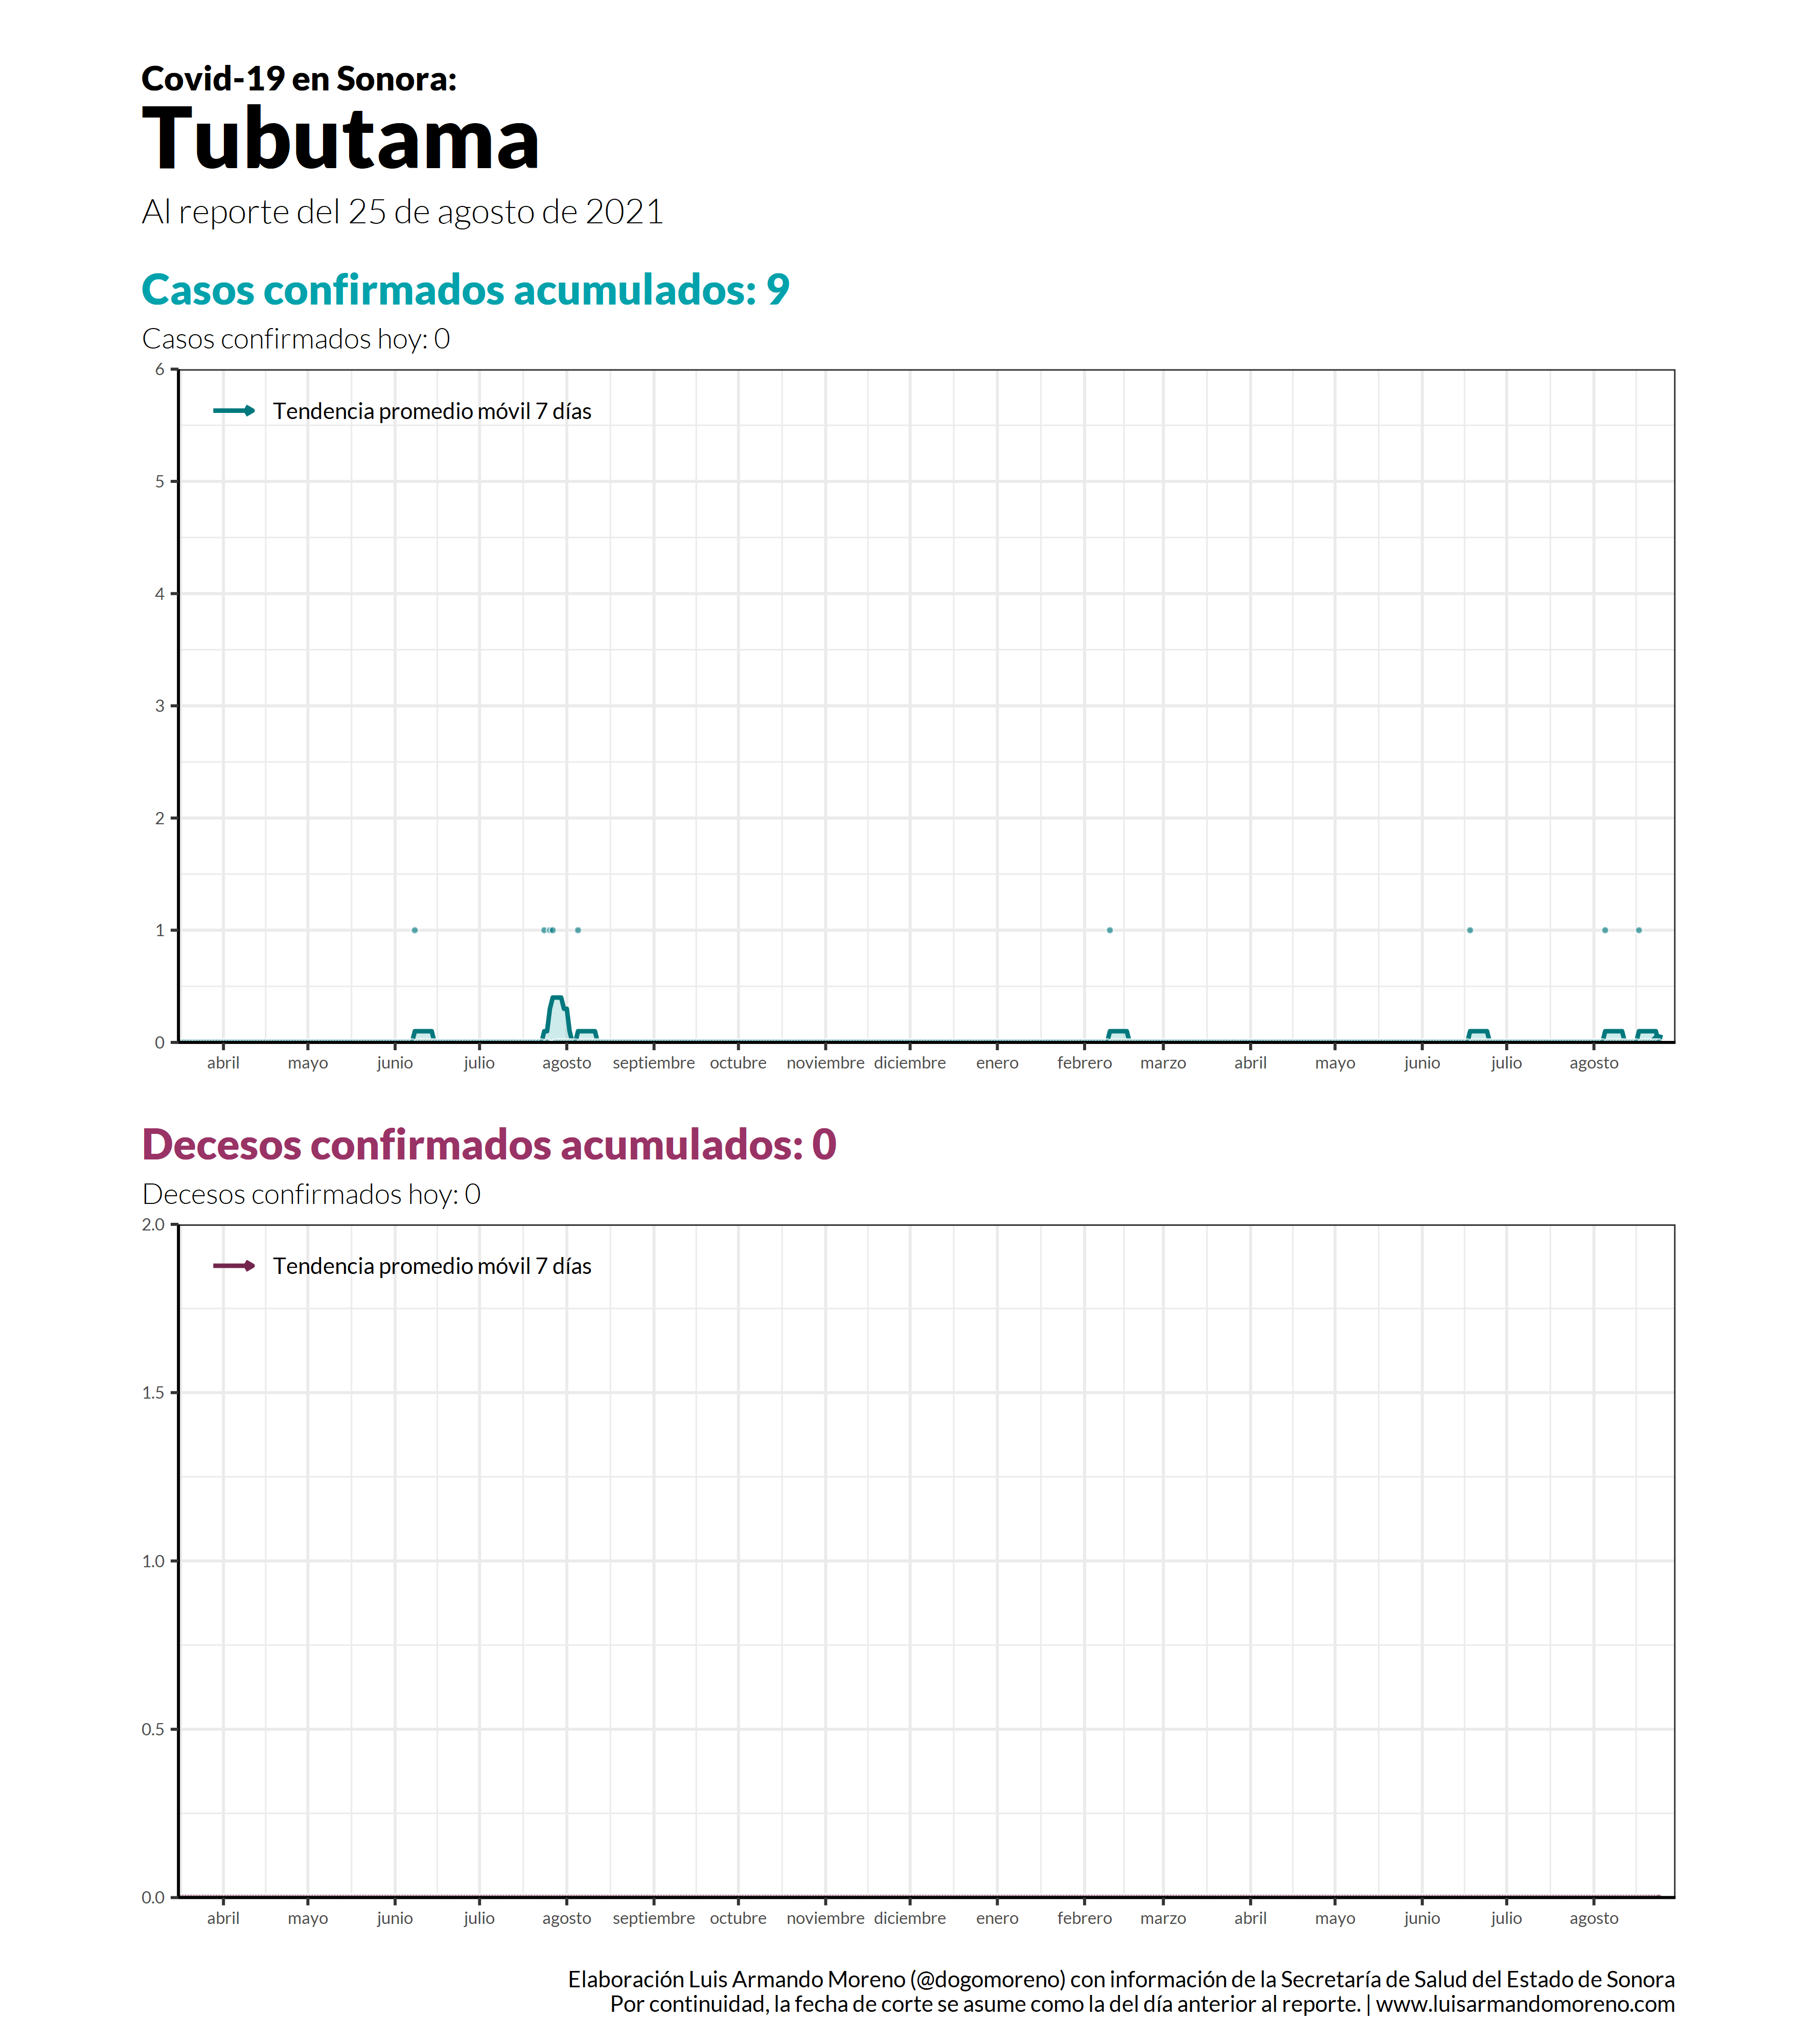 Covid-19 en Sonora:
Tubutama
Al reporte del 25 de agosto de 2021
Casos confirmados acumulados: 9
Casos confirmados hoy: 0
6
Tendencia promedio móvil 7 días
5
4
3
2
1
0
abril mayo junio julio agosto septiembre octubre noviembre diciembre enero febrero marzo abril mayo junio julio agosto
Decesos confirmados acumulados: 0
Decesos confirmados hoy: 0
2.0
Tendencia promedio móvil 7 días
1.5
1.0
0.5
0.0
abril mayo junio julio agosto septiembre octubre noviembre diciembre enero febrero marzo abril mayo junio julio agosto
Elaboración Luis Armando Moreno (@dogomoreno) con información de la Secretaría de Salud del Estado de Sonora
Por continuidad, la fecha de corte se asume como la del día anterior al reporte. | www.luisarmandomoreno.com